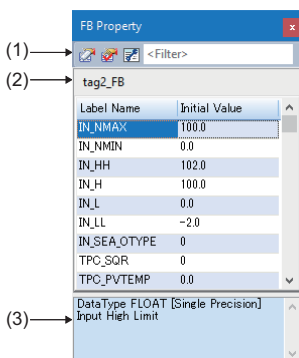 FB Property
x
(1)
<Filter>
(2)
tag2_FB
Label Name Initial Value
IN_NMAX 100.0
IN_NMIN 0.0
IN_HH 102.0
IN_H 100.0
IN_L 0.0
IN_LL -2.0
IN_SEA_OTYPE 0
TPC_SQR 0
TPC_PVTEMP 0.0
(3)
DataType FLOAT [Single Precision]
Input High Limit